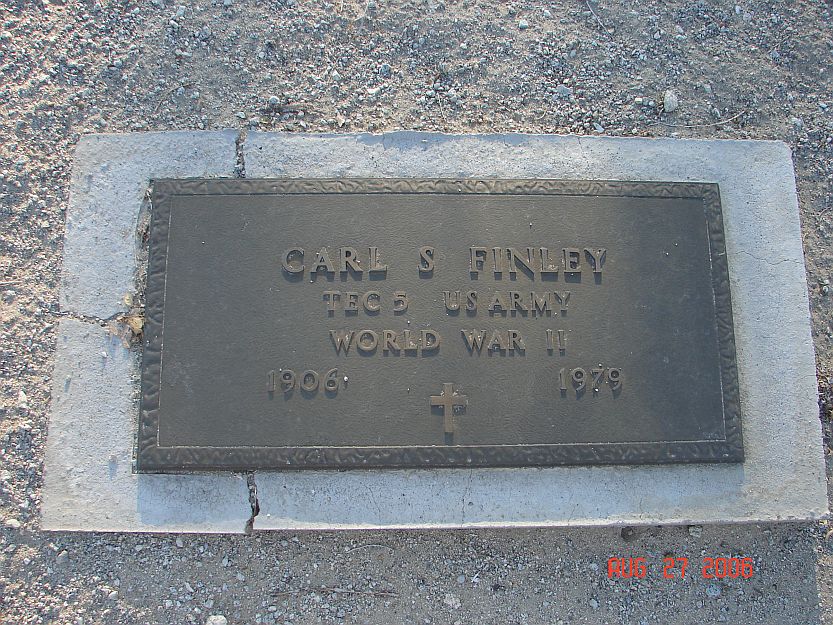 CARL S FINLEY
TEC 5 US ARMY
WORLD WAR II
1906 1979
AUG 27 2006